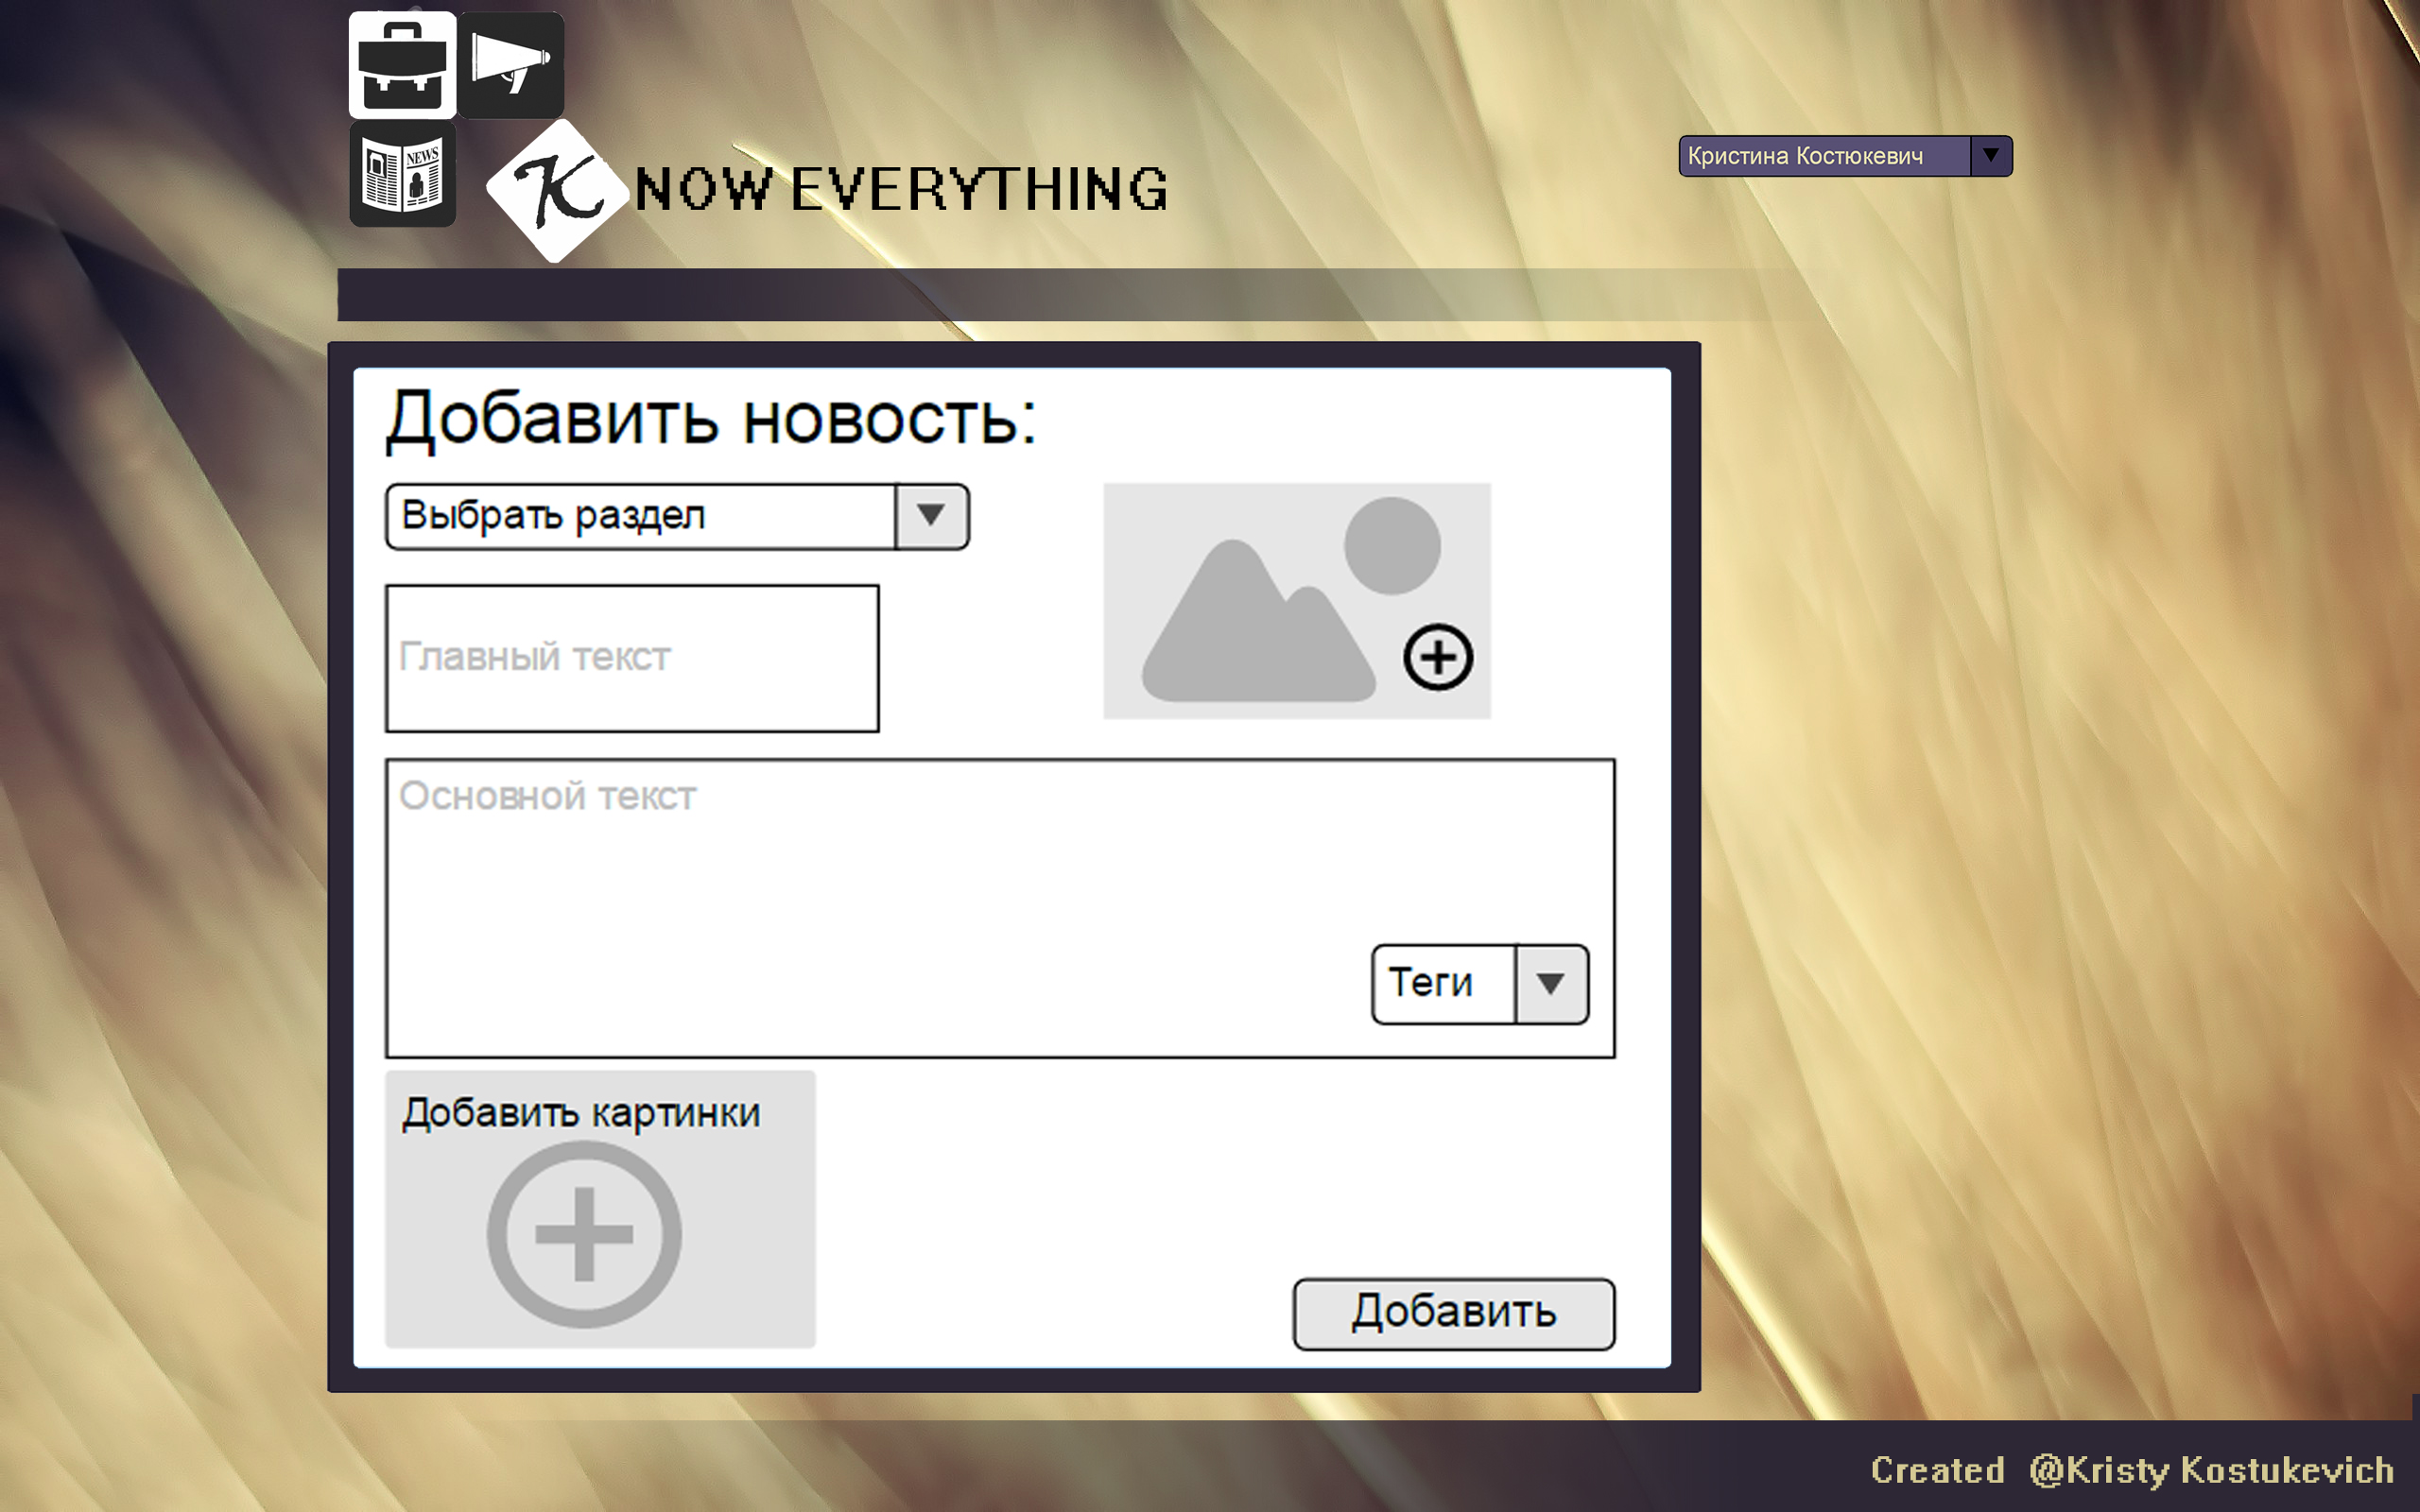 NEWS
KNOW EVERYTHING
Кристина Костюкевич
Добавить новость:
Выбрать раздел
Главный текст
Основной текст
Теги
Добавить картинки
Добавить
Created @Kristy Kostukevich